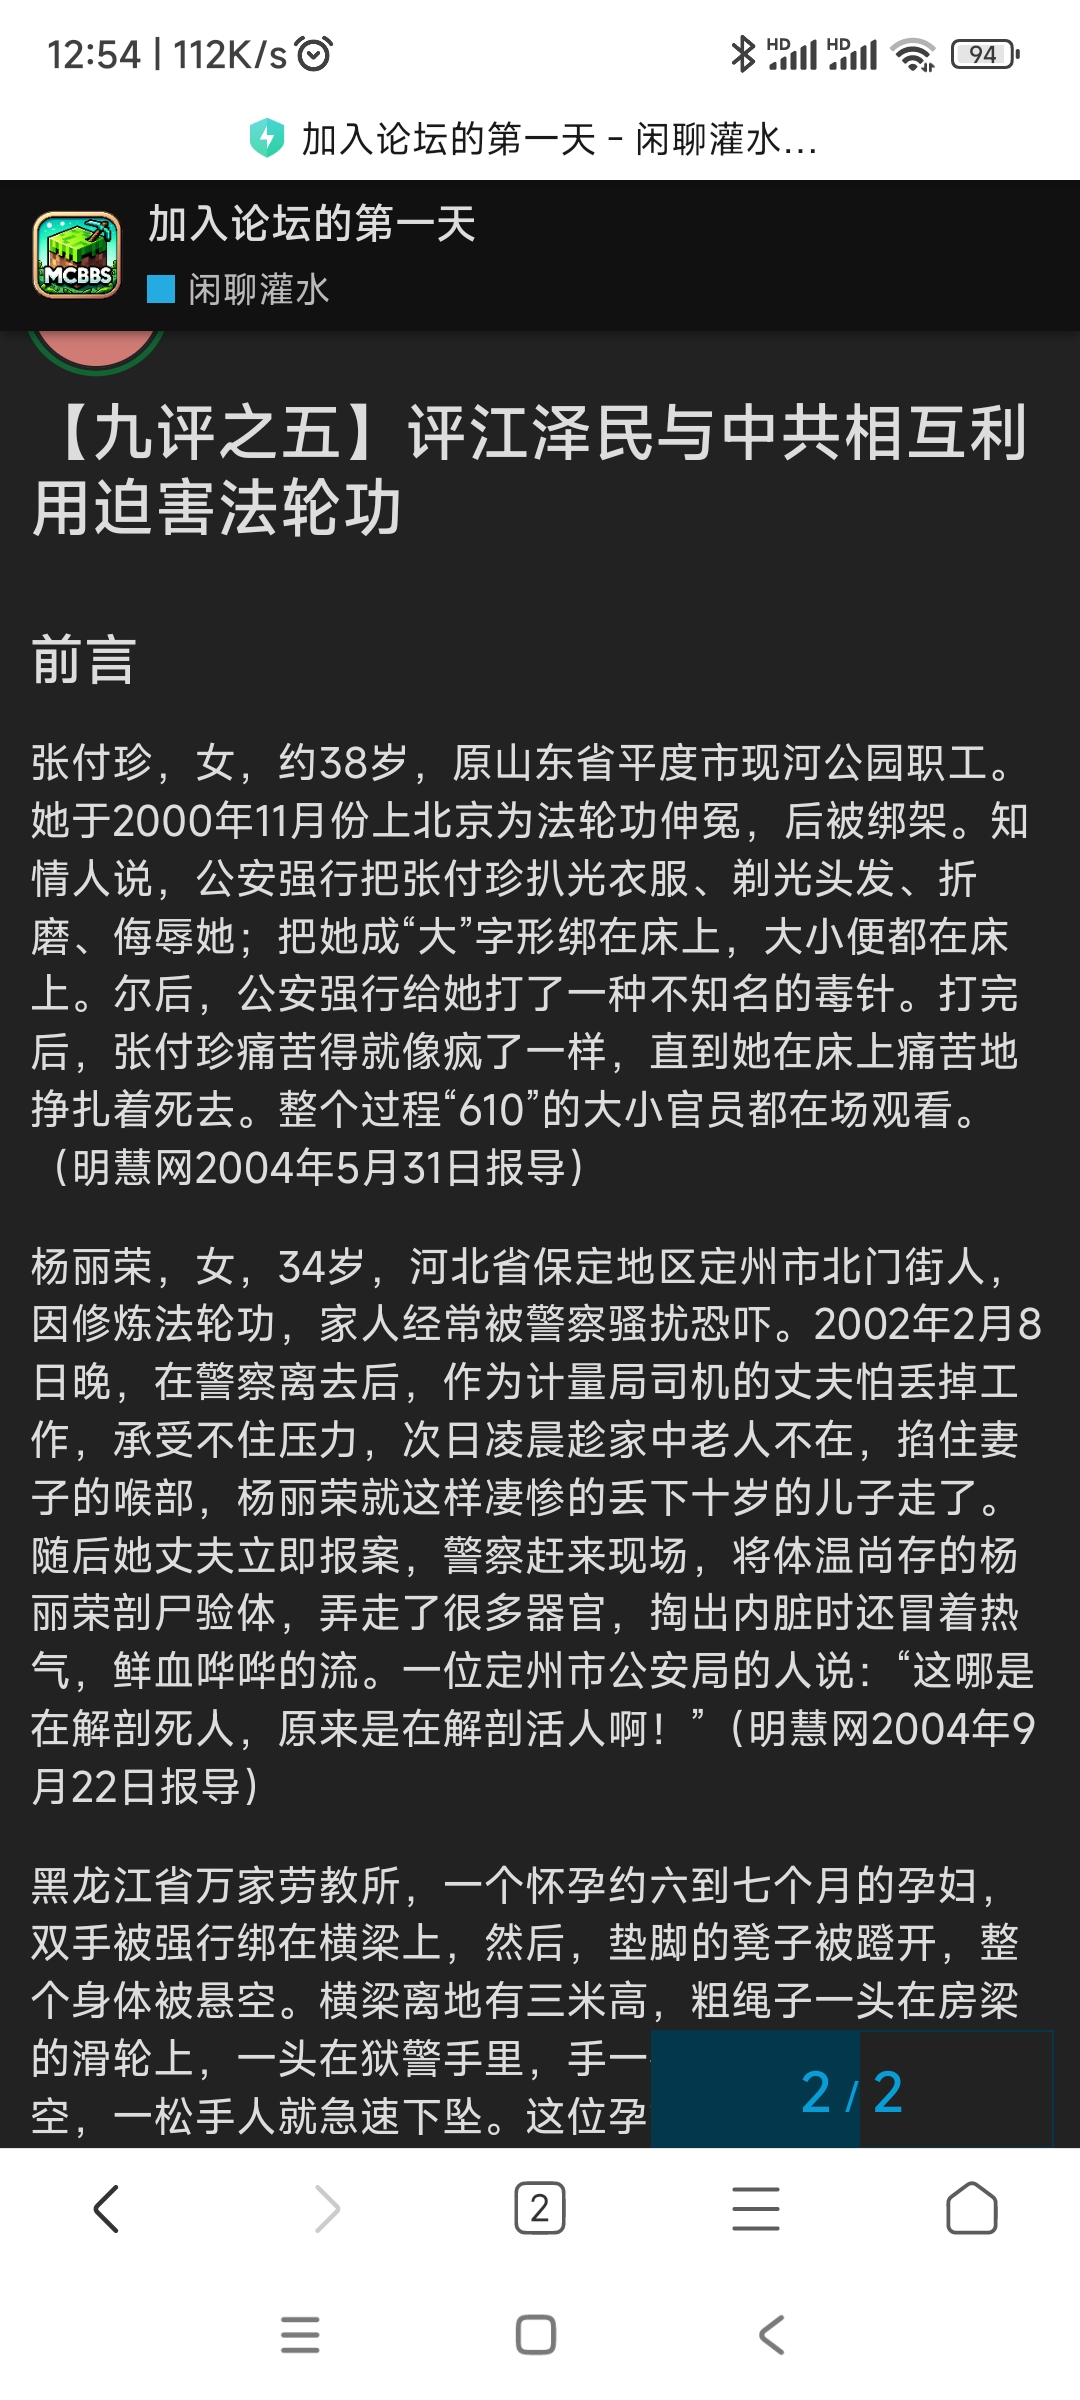 12:54 | 112K/s
HD HD 94
加入论坛的第一天 - 闲聊灌水...
MCBBS
加入论坛的第一天
闲聊灌水
【九评之五】评江泽民与中共相互利
用迫害法轮功
前言
张付珍，女，约38岁，原山东省平度市现河公园职工。
她于2000年11月份上北京为法轮功伸冤，后被绑架。知
情人说，公安强行把张付珍扒光衣服、剃光头发、折
磨、侮辱她；把她成“大”字形绑在床上，大小便都在床
上。尔后，公安强行给她打了一种不知名的毒针。打完
后，张付珍痛苦得就像疯了一样，直到她在床上痛苦地
挣扎着死去。整个过程“610”的大小官员都在场观看。
（明慧网2004年5月31日报导）
杨丽荣，女，34岁，河北省保定地区定州市北门街人，
因修炼法轮功，家人经常被警察骚扰恐吓。2002年2月8
日晚，在警察离去后，作为计量局司机的丈夫怕丢掉工
作，承受不住压力，次日凌晨趁家中老人不在，掐住妻
子的喉部，杨丽荣就这样凄惨的丢下十岁的儿子走了。
随后她丈夫立即报案，警察赶来现场，将体温尚存的杨
丽荣剖尸验体，弄走了很多器官，掏出内脏时还冒着热
气，鲜血哗哗的流。一位定州市公安局的人说：“这哪是
在解剖死人，原来是在解剖活人啊！”（明慧网2004年9
月22日报导）
黑龙江省万家劳教所，一个怀孕约六到七个月的孕妇，
双手被强行绑在横梁上，然后，垫脚的凳子被蹬开，整
个身体被悬空。横梁离地有三米高，粗绳子一头在房梁
的滑轮上，一头在狱警手里，手一
空，一松手人就急速下坠。这位孕
2 / 2
2